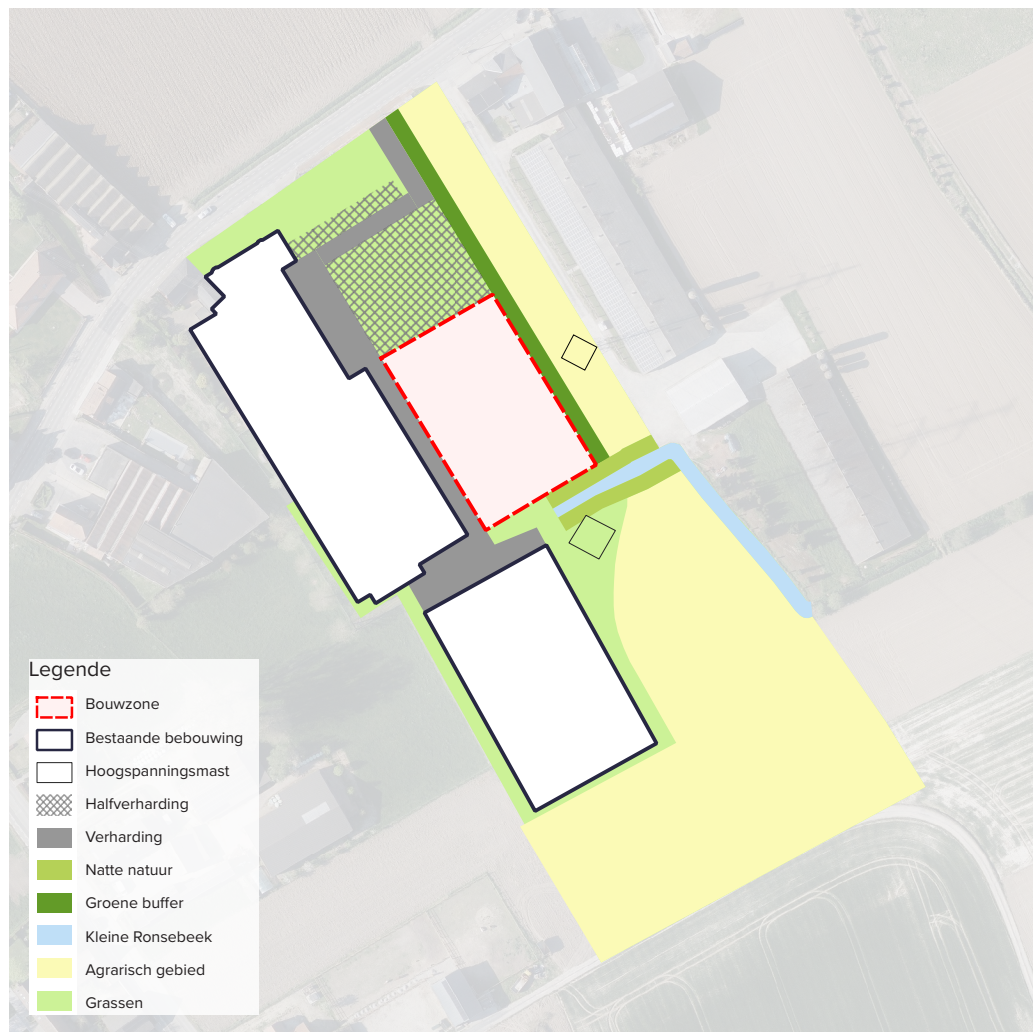 Legende
Bouwzone
Bestaande bebouwing
Hoogspanningsmast
Halfverharding
Verharding
Natte natuur
Groene buffer
Kleine Ronsebeek
Agrarisch gebied
Grassen